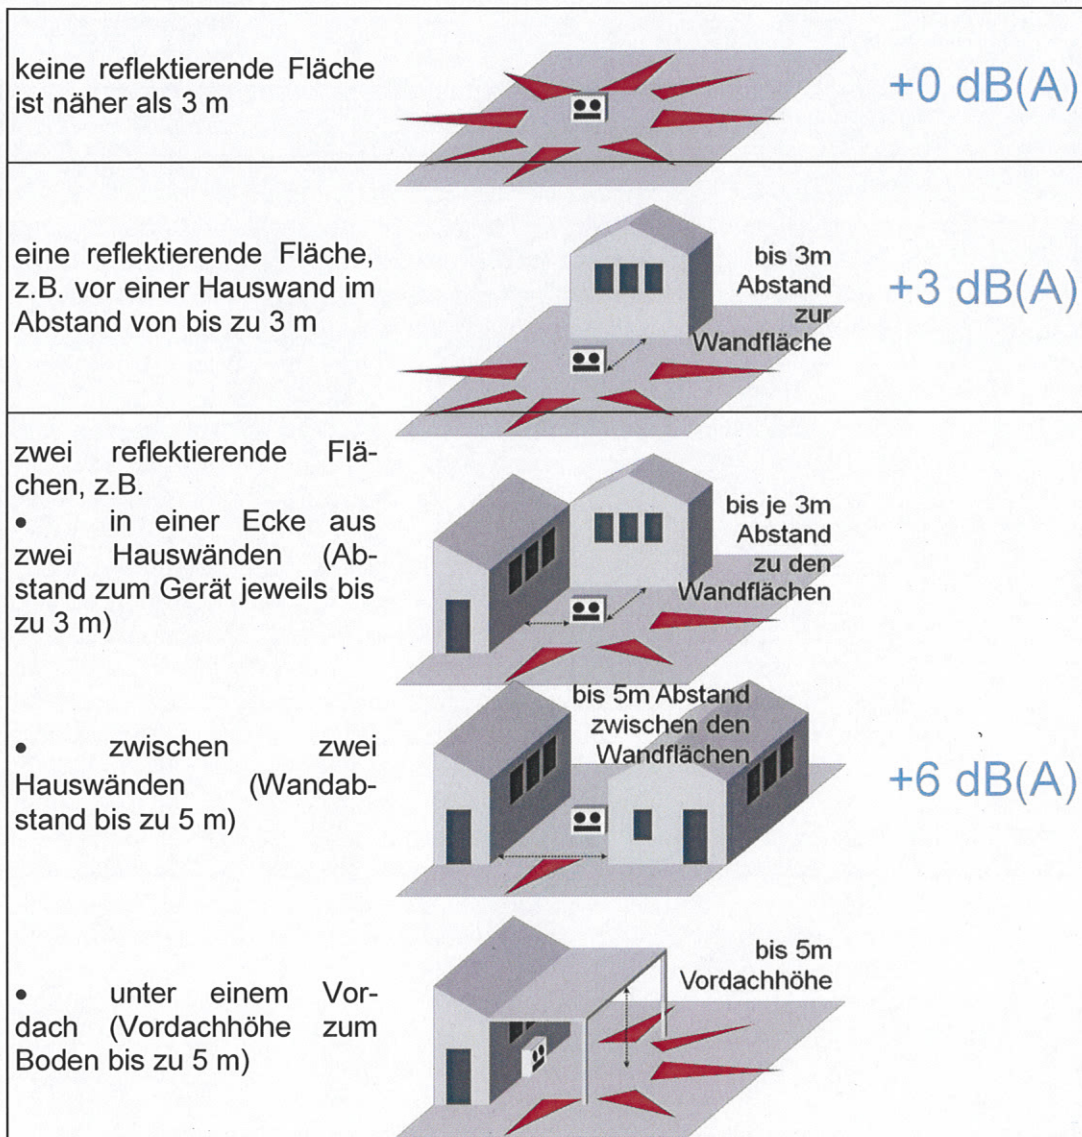 keine reflektierende Fläche
ist näher als 3 m
+0 dB(A)
eine reflektierende Fläche,
z.B. vor einer Hauswand im
Abstand von bis zu 3 m
bis 3m
Abstand
zur
Wandfläche
+3 dB(A)
zwei reflektierende Flä-
chen, z.B.
• in einer Ecke aus
zwei Hauswänden (Ab-
stand zum Gerät jeweils bis
zu 3 m)
bis je 3m
Abstand
zu den
Wandflächen
• zwischen zwei
Hauswänden (Wandab-
stand bis zu 5 m)
bis 5m Abstand
zwischen den
Wandflächen
+6 dB(A)
• unter einem Vor-
dach (Vordachhöhe zum
Boden bis zu 5 m)
bis 5m
Vordachhöhe